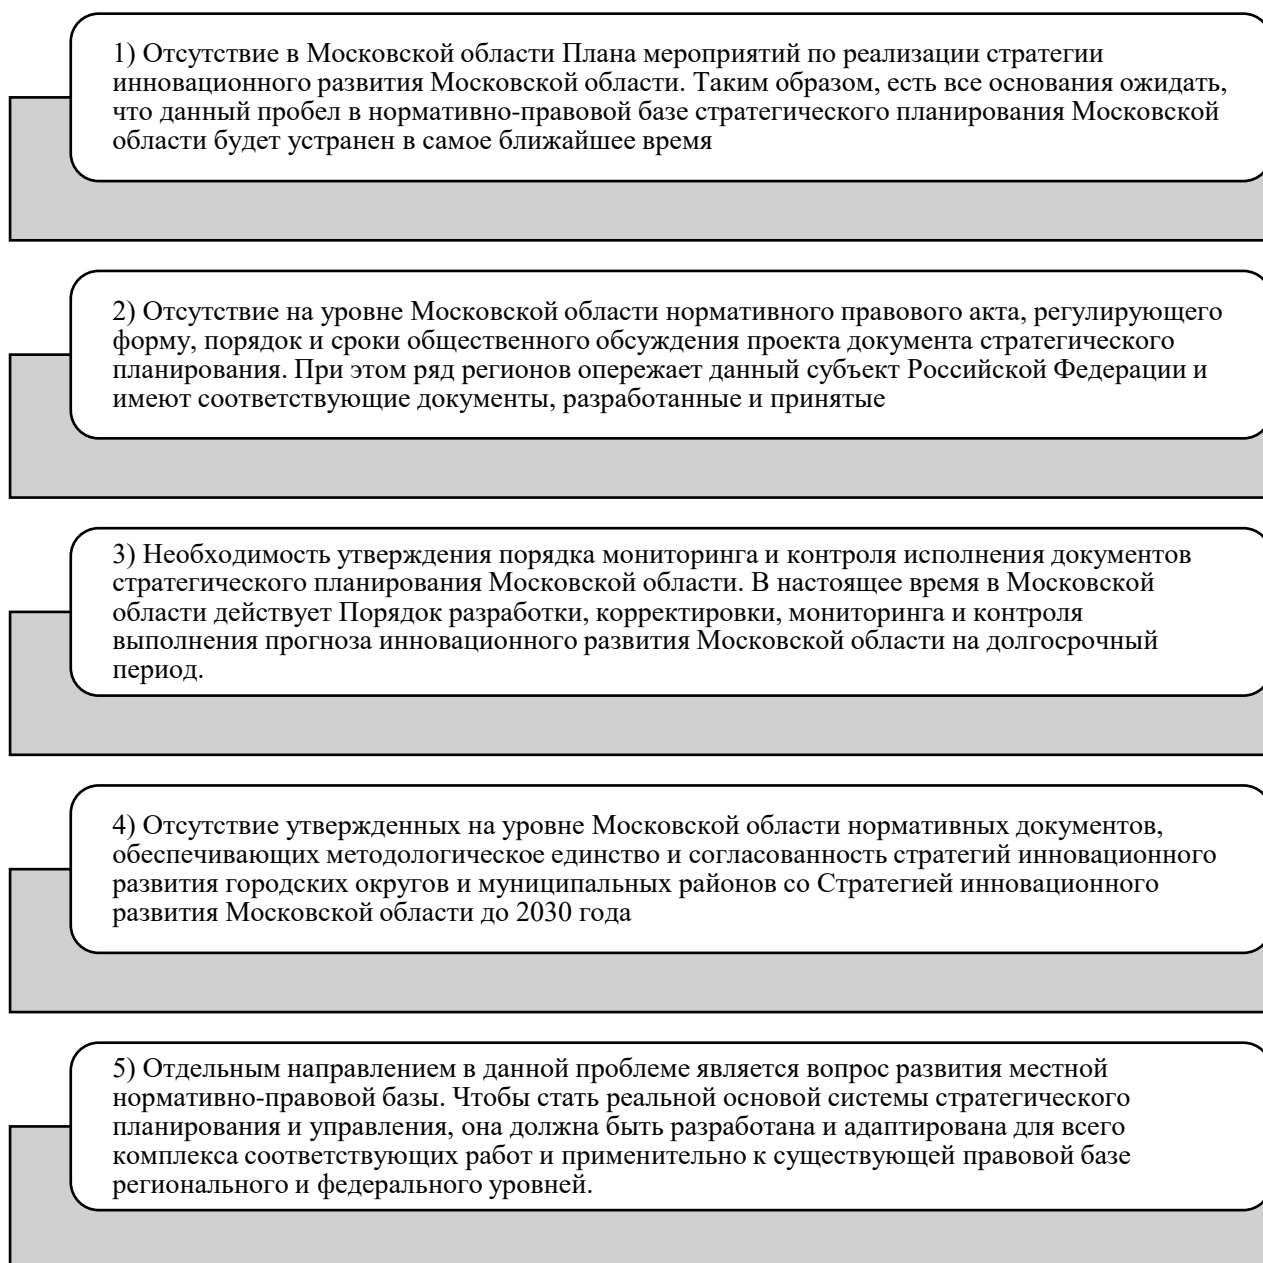 1) Отсутствие в Московской области Плана мероприятий по реализации стратегии
инновационного развития Московской области. Таким образом, есть все основания ожидать,
что данный пробел в нормативно-правовой базе стратегического планирования Московской
области будет устранен в самое ближайшее время
2) Отсутствие на уровне Московской области нормативного правового акта, регулирующего
форму, порядок и сроки общественного обсуждения проекта документа стратегического
планирования. При этом ряд регионов опережает данный субъект Российской Федерации и
имеют соответствующие документы, разработанные и принятые
3) Необходимость утверждения порядка мониторинга и контроля исполнения документов
стратегического планирования Московской области. В настоящее время в Московской
области действует Порядок разработки, корректировки, мониторинга и контроля
выполнения прогноза инновационного развития Московской области на долгосрочный
период.
4) Отсутствие утвержденных на уровне Московской области нормативных документов,
обеспечивающих методологическое единство и согласованность стратегий инновационного
развития городских округов и муниципальных районов со Стратегией инновационного
развития Московской области до 2030 года
5) Отдельным направлением в данной проблеме является вопрос развития местной
нормативно-правовой базы. Чтобы стать реальной основой системы стратегического
планирования и управления, она должна быть разработана и адаптирована для всего
комплекса соответствующих работ и применительно к существующей правовой базе
регионального и федерального уровней.